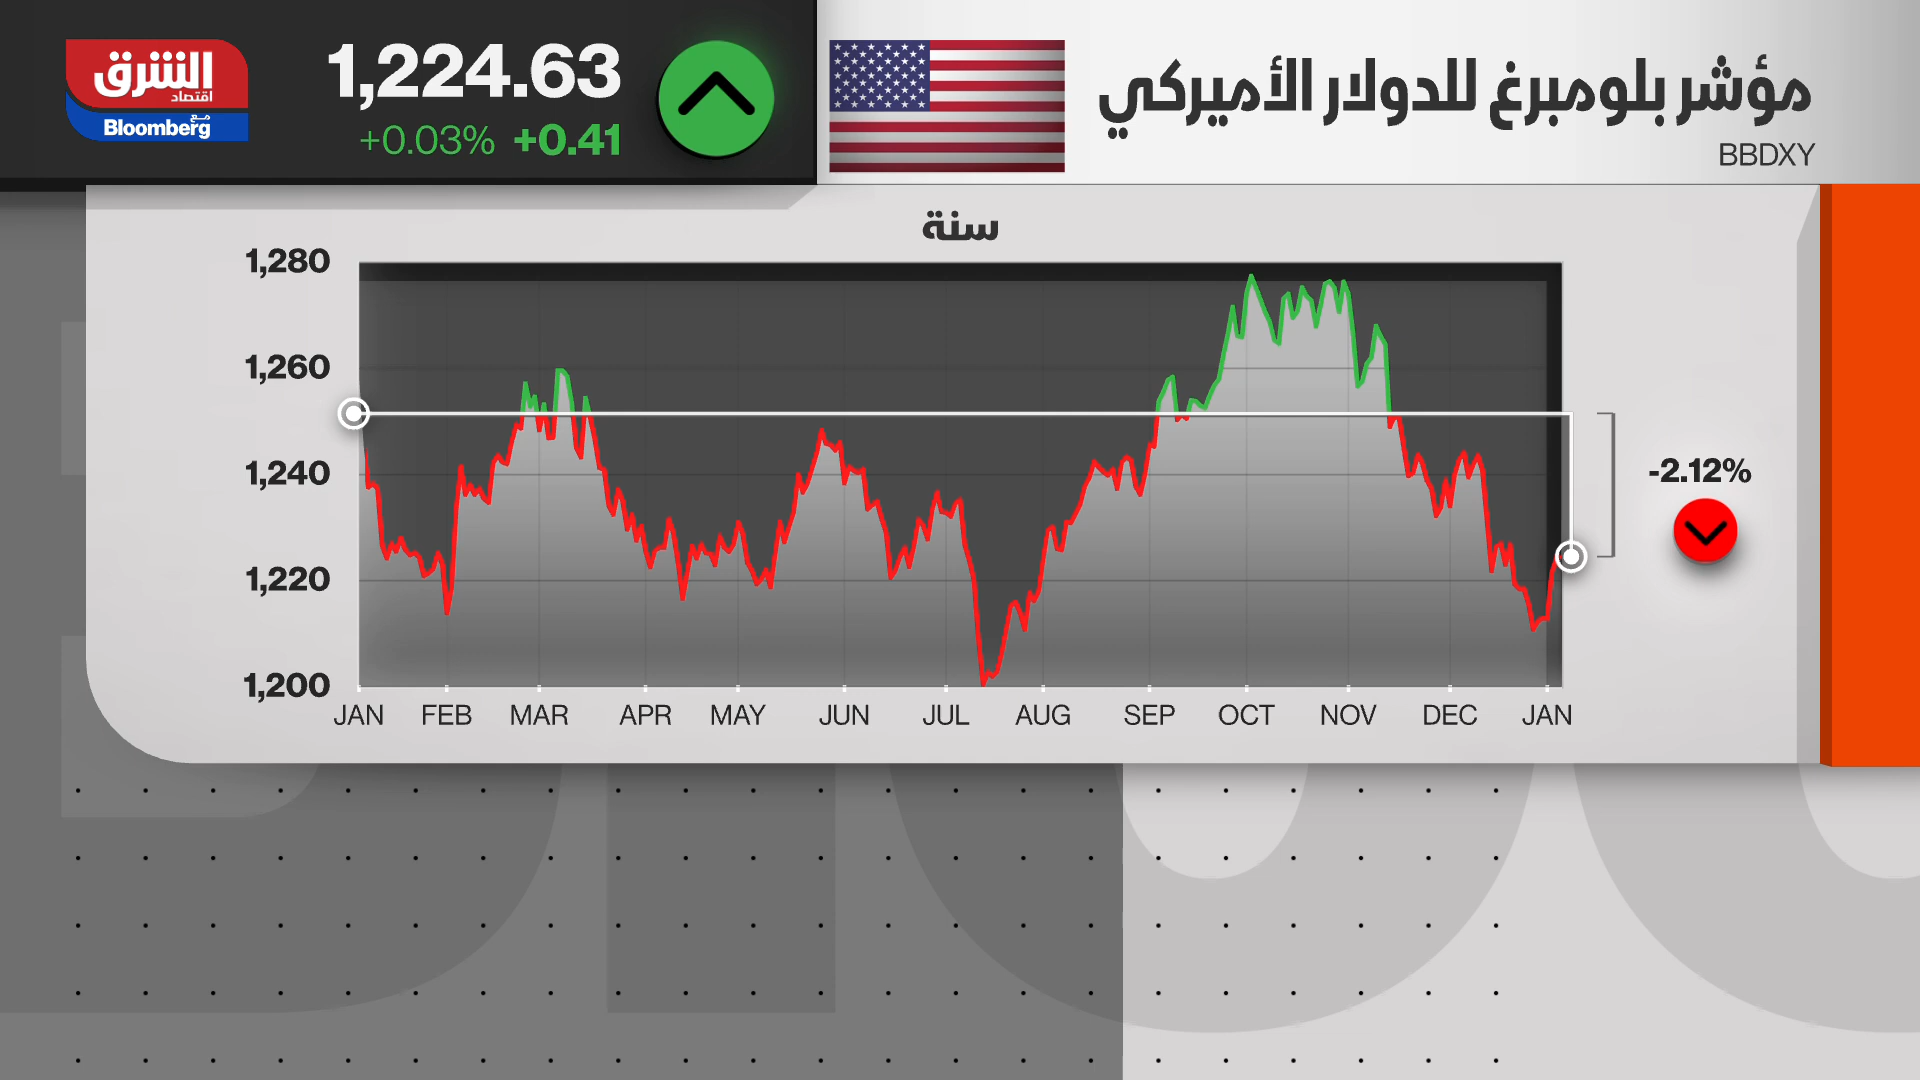 الشرق
اقتصاد
مع
Bloomberg
1,224.63
+0.03% +0.41
مؤشر بلومبرغ للدولار الأميركي
BBDXY
سنة
1,280
1,260
1,240
1,220
1,200
JAN FEB MAR APR MAY JUN JUL AUG SEP OCT NOV DEC JAN
-2.12%